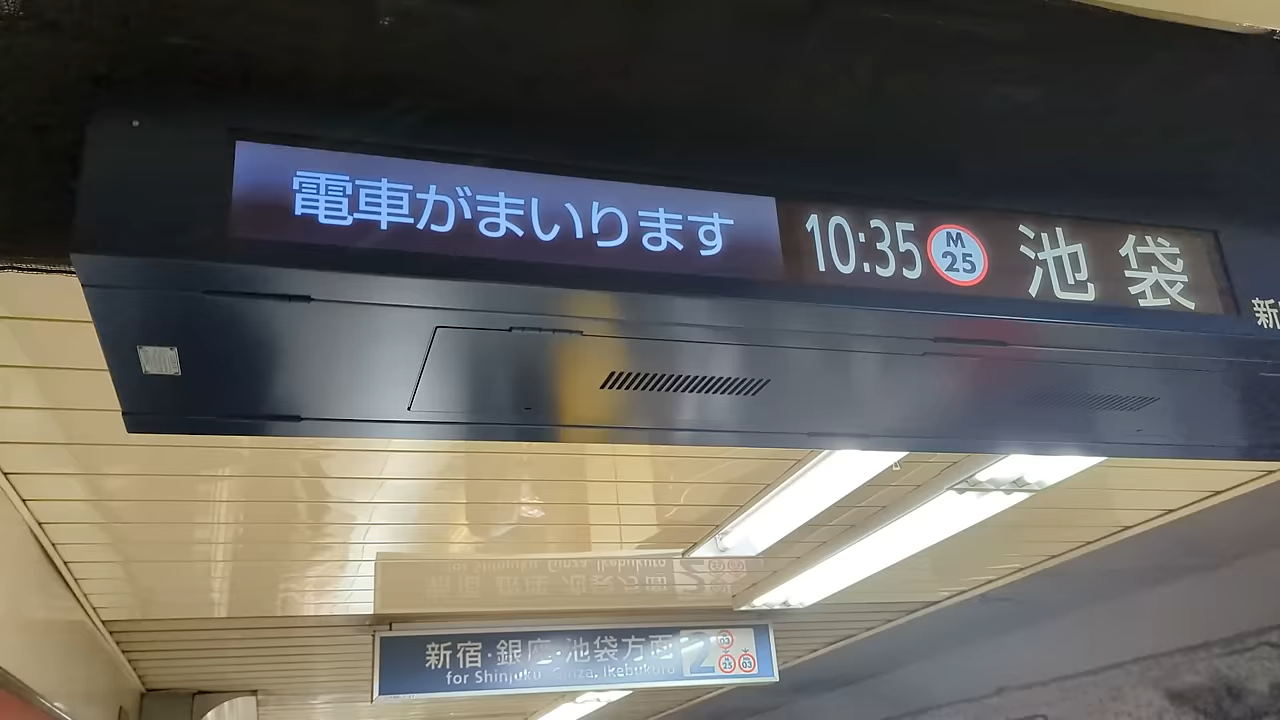 電車がまいります 10:35 M 25 池袋
新
新宿・銀座・池袋方面 2
for Shinjuku, Ginza, Ikebukuro